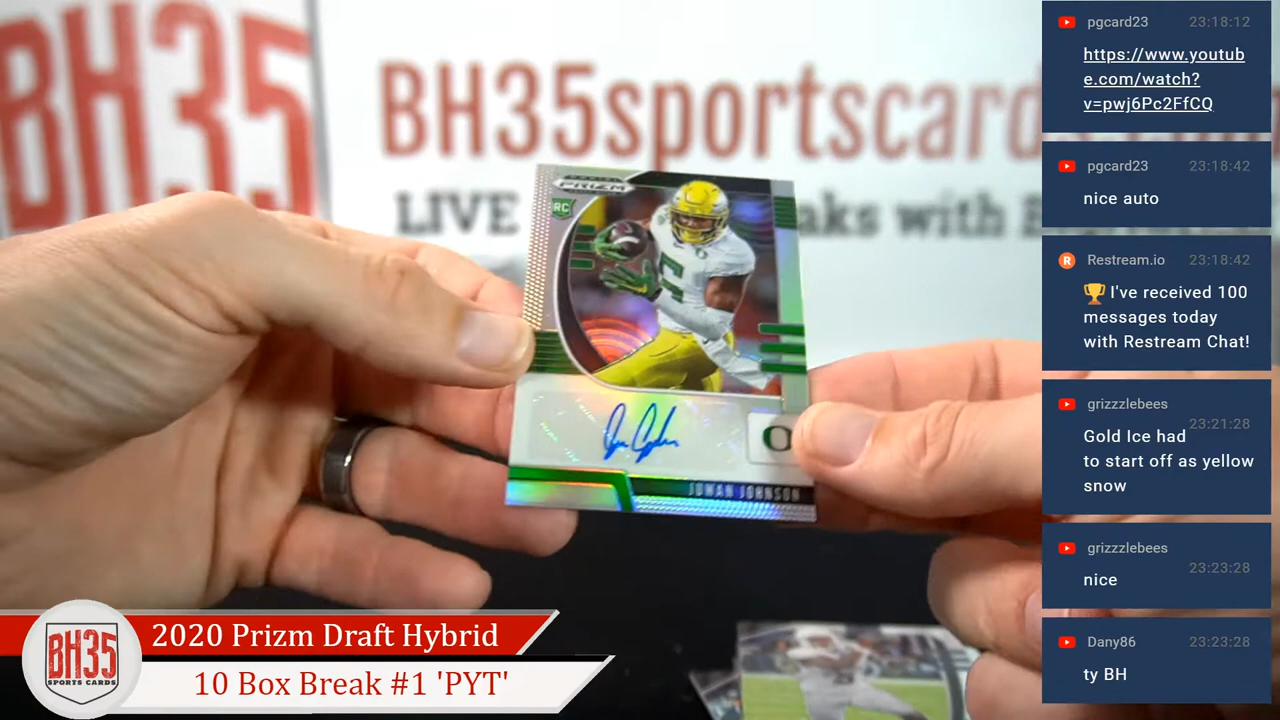 BH35
BH35sportscard
LIVE aks with
PRIZM
RC
JUWAN JOHNSON
BH35
SPORTS CARDS
2020 Prizm Draft Hybrid
10 Box Break #1 'PYT'
pgcard23 23:18:12
https://www.youtub
e.com/watch?
v=pwj6Pc2FfCQ
pgcard23 23:18:42
nice auto
Restream.io 23:18:42
🏆 I've received 100
messages today
with Restream Chat!
grizzzlebees
23:21:28
Gold Ice had
to start off as yellow
snow
grizzzlebees
23:23:28
nice
Dany86 23:23:28
ty BH